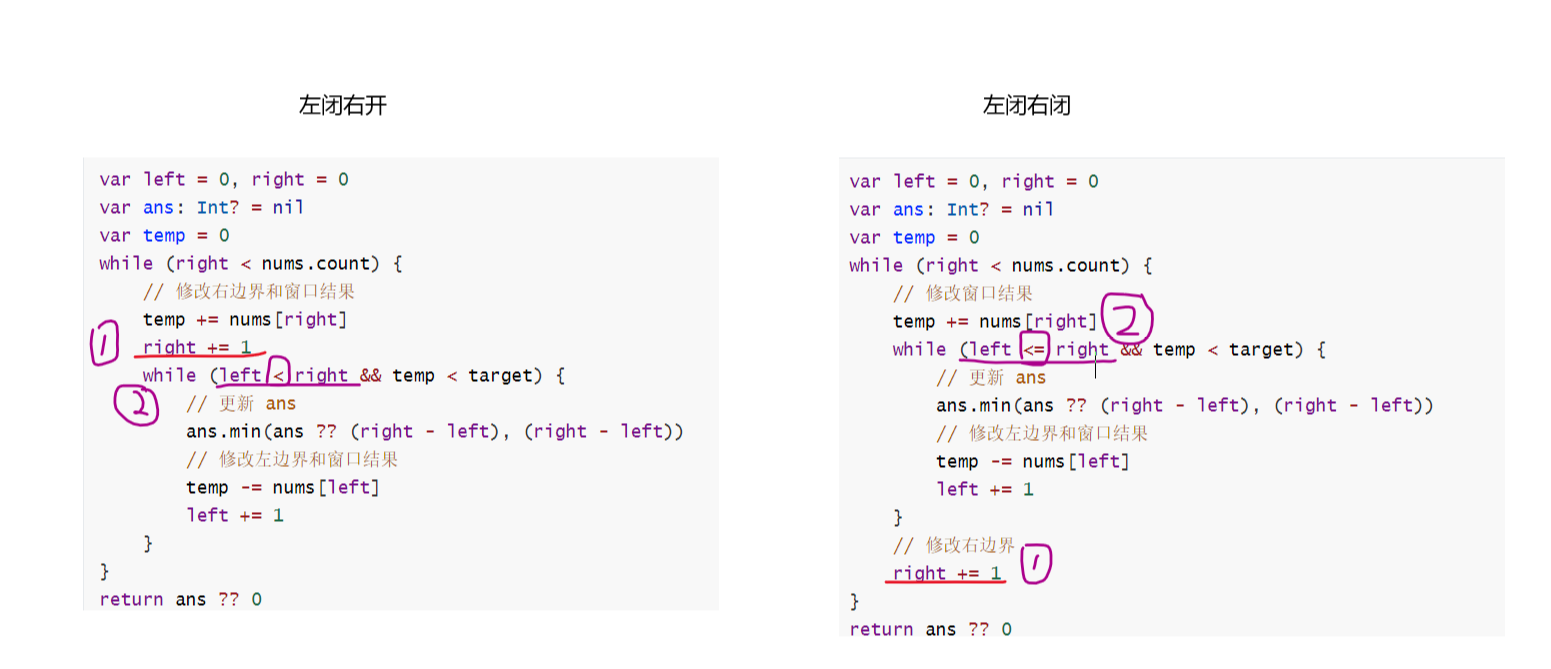 左闭右开
var left = 0, right = 0
var ans: Int? = nil
var temp = 0
while (right < nums.count) {
// 修改右边界和窗口结果
temp += nums[right]
1 right += 1
while (left < right && temp < target) {
2 // 更新 ans
ans.min(ans ?? (right - left), (right - left))
// 修改左边界和窗口结果
temp -= nums[left]
left += 1
}
}
return ans ?? 0
左闭右闭
var left = 0, right = 0
var ans: Int? = nil
var temp = 0
while (right < nums.count) {
// 修改窗口结果
temp += nums[right] 2
while (left <= right && temp < target) {
// 更新 ans
ans.min(ans ?? (right - left), (right - left))
// 修改左边界和窗口结果
temp -= nums[left]
left += 1
}
// 修改右边界
right += 1 1
}
return ans ?? 0